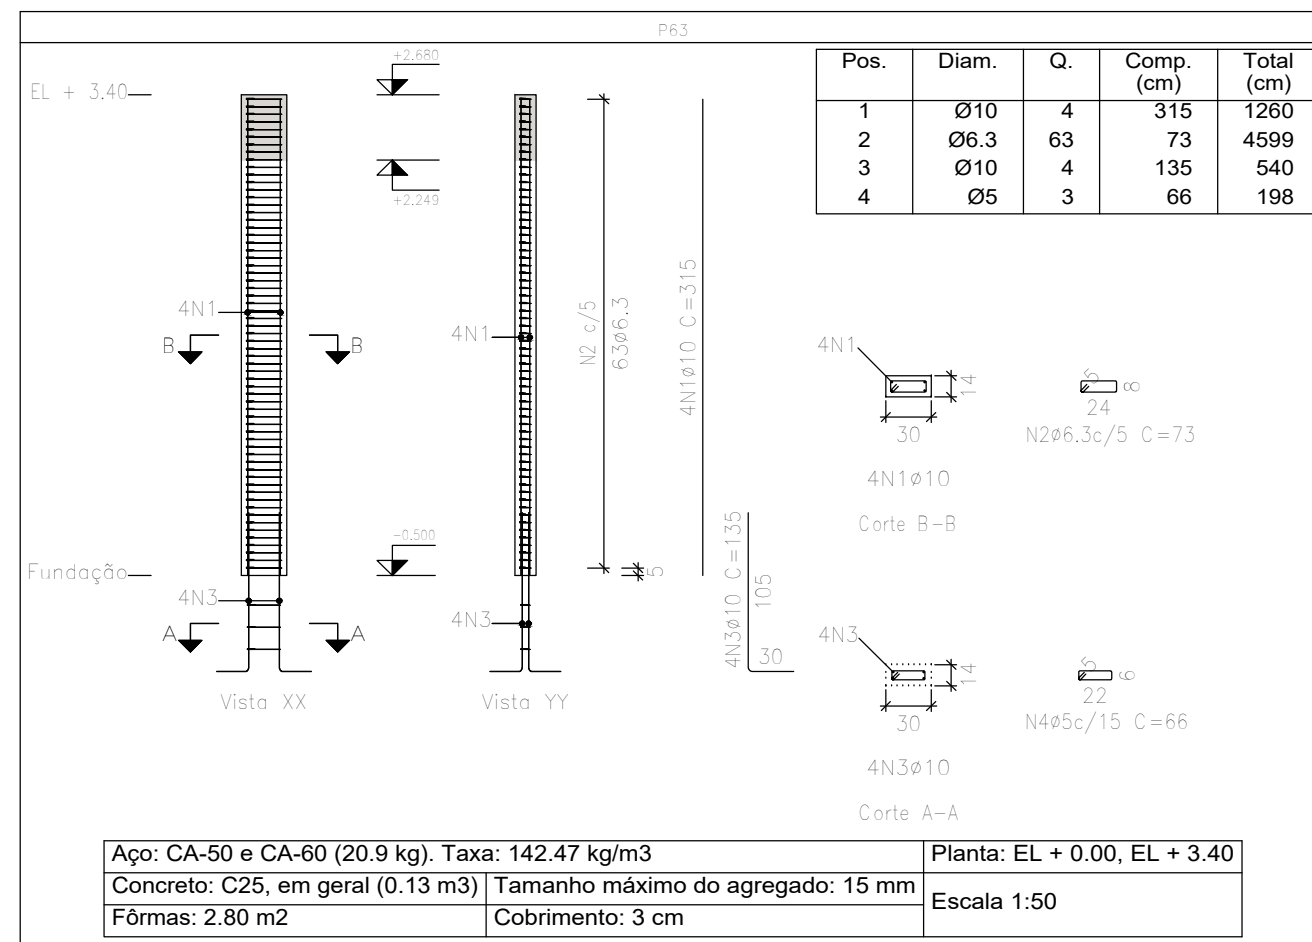 P63
EL + 3.40
+2.680
+2.249
4N1
B
B
-0.500
Fundação
4N3
A
A
Vista XX
4N1
4N3
Vista YY
N2 c/5
63ø6.3
5
4N1ø10 C=315
4N3ø10 C=135
105
30
Pos. Diam. Q. Comp. (cm) Total (cm)
1 Ø10 4 315 1260
2 Ø6.3 63 73 4599
3 Ø10 4 135 540
4 Ø5 3 66 198
4N1
14
30
4N1ø10
Corte B-B
5
8
24
N2ø6.3c/5 C=73
4N3
14
30
4N3ø10
Corte A-A
5
6
22
N4ø5c/15 C=66
Aço: CA-50 e CA-60 (20.9 kg). Taxa: 142.47 kg/m3
Planta: EL + 0.00, EL + 3.40
Concreto: C25, em geral (0.13 m3)
Tamanho máximo do agregado: 15 mm
Escala 1:50
Fôrmas: 2.80 m2
Cobrimento: 3 cm